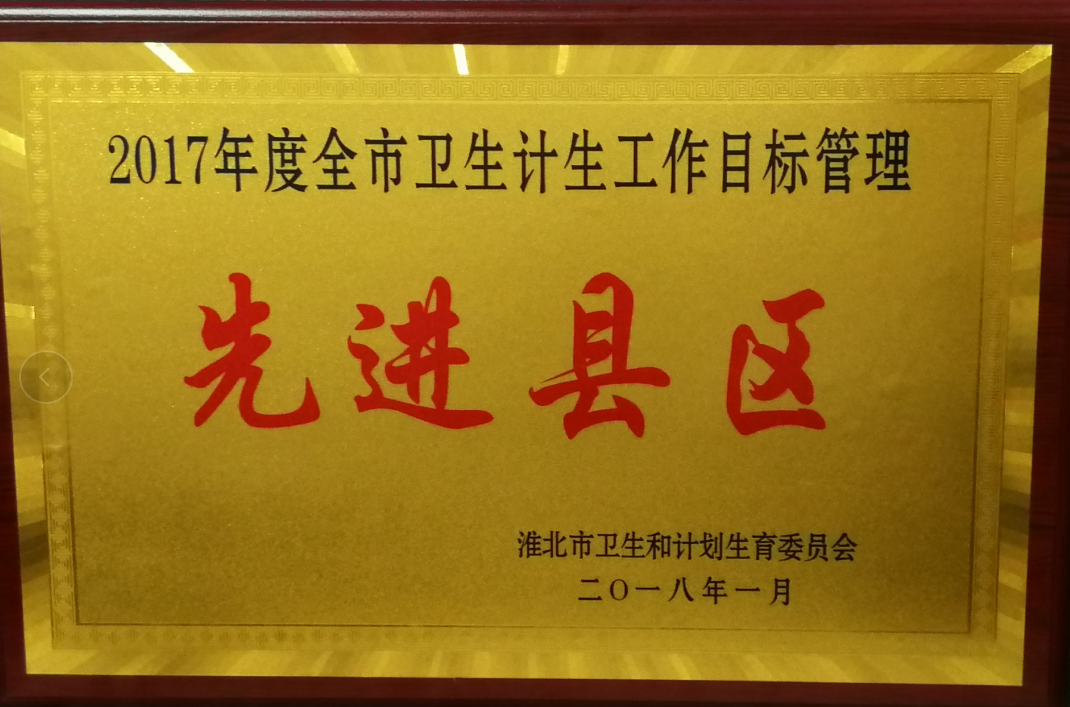 2017年度全市卫生计生工作目标管理
先进县区
淮北市卫生和计划生育委员会
二〇一八年一月